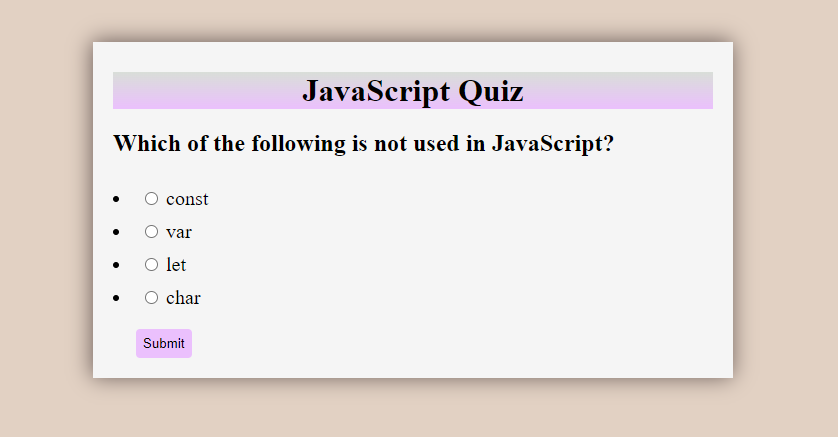 JavaScript Quiz
Which of the following is not used in JavaScript?
const
var
let
char
Submit